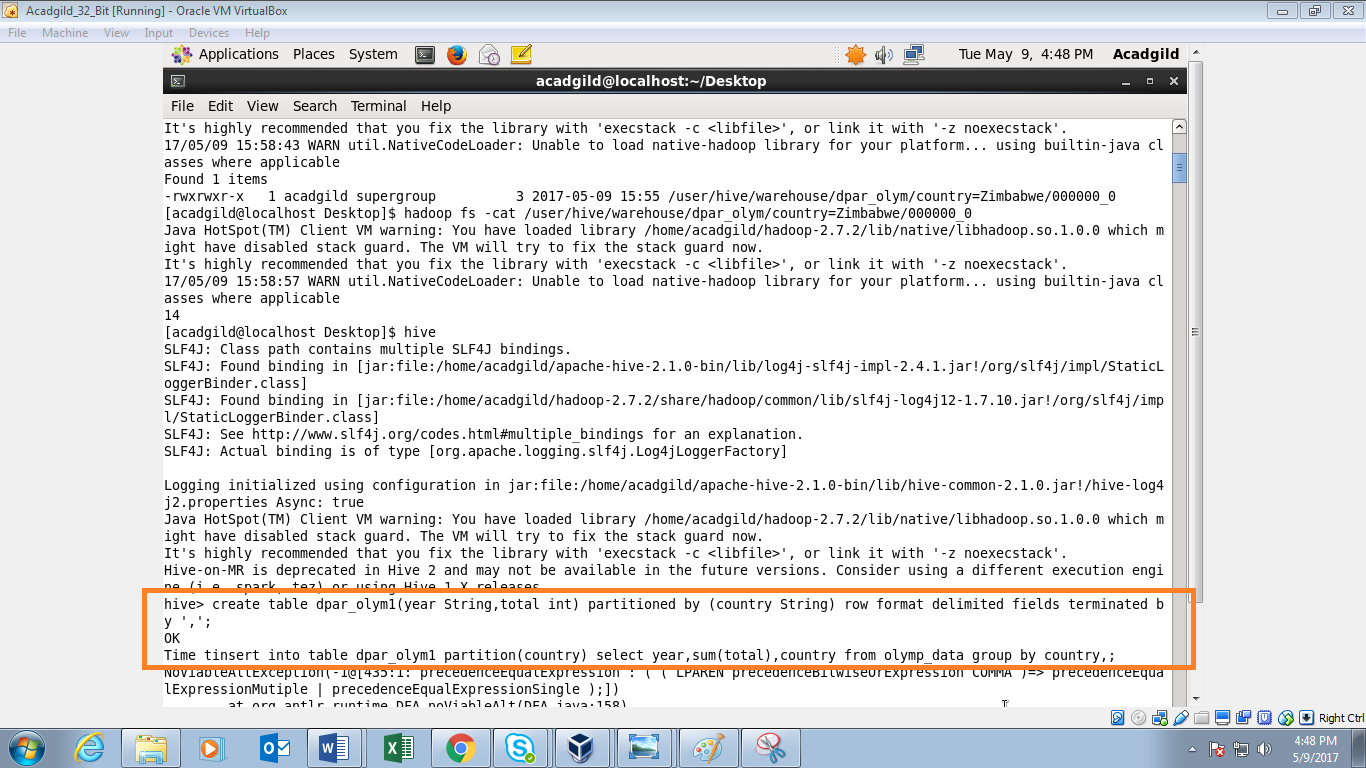 Acadgild_32_Bit [Running] - Oracle VM VirtualBox
File Machine View Input Devices Help
Applications Places System Tue May 9, 4:48 PM Acadgild
acadgild@localhost:~/Desktop
File Edit View Search Terminal Help
It's highly recommended that you fix the library with 'execstack -c <libfile>', or link it with '-z noexecstack'.
17/05/09 15:58:43 WARN util.NativeCodeLoader: Unable to load native-hadoop library for your platform... using builtin-java cl
asses where applicable
Found 1 items
-rwxrwxr-x   1 acadgild supergroup          3 2017-05-09 15:55 /user/hive/warehouse/dpar_olym/country=Zimbabwe/000000_0
[acadgild@localhost Desktop]$ hadoop fs -cat /user/hive/warehouse/dpar_olym/country=Zimbabwe/000000_0
Java HotSpot(TM) Client VM warning: You have loaded library /home/acadgild/hadoop-2.7.2/lib/native/libhadoop.so.1.0.0 which m
ight have disabled stack guard. The VM will try to fix the stack guard now.
It's highly recommended that you fix the library with 'execstack -c <libfile>', or link it with '-z noexecstack'.
17/05/09 15:58:57 WARN util.NativeCodeLoader: Unable to load native-hadoop library for your platform... using builtin-java cl
asses where applicable
14
[acadgild@localhost Desktop]$ hive
SLF4J: Class path contains multiple SLF4J bindings.
SLF4J: Found binding in [jar:file:/home/acadgild/apache-hive-2.1.0-bin/lib/log4j-slf4j-impl-2.4.1.jar!/org/slf4j/impl/StaticL
oggerBinder.class]
SLF4J: Found binding in [jar:file:/home/acadgild/hadoop-2.7.2/share/hadoop/common/lib/slf4j-log4j12-1.7.10.jar!/org/slf4j/imp
l/StaticLoggerBinder.class]
SLF4J: See http://www.slf4j.org/codes.html#multiple_bindings for an explanation.
SLF4J: Actual binding is of type [org.apache.logging.slf4j.Log4jLoggerFactory]
Logging initialized using configuration in jar:file:/home/acadgild/apache-hive-2.1.0-bin/lib/hive-common-2.1.0.jar!/hive-log4
j2.properties Async: true
Java HotSpot(TM) Client VM warning: You have loaded library /home/acadgild/hadoop-2.7.2/lib/native/libhadoop.so.1.0.0 which m
ight have disabled stack guard. The VM will try to fix the stack guard now.
It's highly recommended that you fix the library with 'execstack -c <libfile>', or link it with '-z noexecstack'.
Hive-on-MR is deprecated in Hive 2 and may not be available in the future versions. Consider using a different execution engi
ne (i.e. spark, tez) or using Hive 1.X releases.
hive> create table dpar_olym1(year String,total int) partitioned by (country String) row format delimited fields terminated b
y ',';
OK
Time tinsert into table dpar_olym1 partition(country) select year,sum(total),country from olymp_data group by country,;
NoViableAltException(-1@[435:1: precedenceEqualExpression : ( ( LPAREN precedenceBitwiseOrExpression COMMA )=> precedenceEqua
lExpressionMutiple | precedenceEqualExpressionSingle );])
at org.antlr.runtime.DFA.noViableAlt(DFA.java:158)
Right Ctrl
4:48 PM
5/9/2017